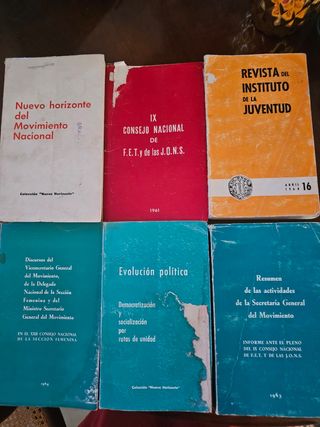 Nuevo horizonte
del
Movimiento
Nacional
Colección "Nuevo Horizonte"
IX
CONSEJO NACIONAL
DE
F.E.T. y de las J.O.N.S.
1961
REVISTA DEL
INSTITUTO
DE LA
JUVENTUD
ABRIL
1968
16
Discursos del
Vicesecretario General
del Movimiento,
de la Delegada
Nacional de la Sección
Femenina y del
Ministro Secretario
General del Movimiento
EN EL XXII CONSEJO NACIONAL
DE LA SECCIÓN FEMENINA
1964
Evolución política
Democratización y
socialización por
rutas de unidad
Colección "Nuevo Horizonte"
Resumen
de las actividades
de la Secretaría General
del Movimiento
INFORME ANTE EL PLENO
DEL IX CONSEJO NACIONAL
DE F.E.T. Y DE LAS J.O.N.S.
1963